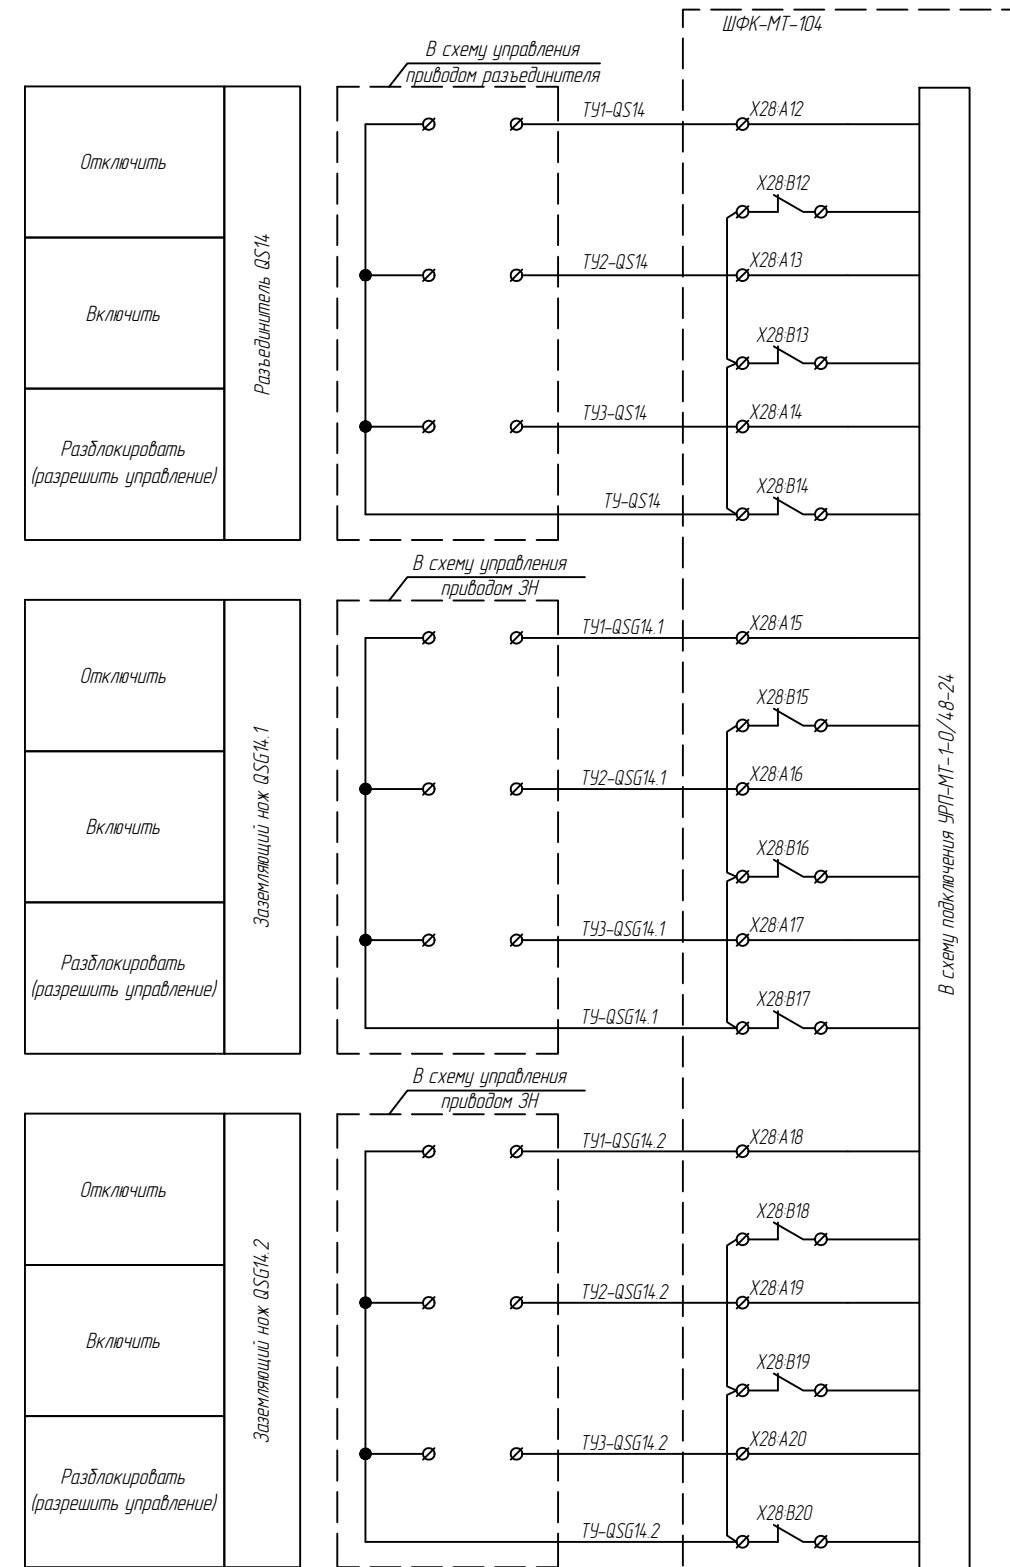 ШФК-МТ-104
В схему управления
приводом разъединителя
Отключить
Включить
Разблокировать
(разрешить управление)
Разъединитель QS14
ТУ1-QS14
X28:A12
X28:B12
ТУ2-QS14
X28:A13
X28:B13
ТУ3-QS14
X28:A14
X28:B14
ТУ-QS14
В схему управления
приводом ЗН
Отключить
Включить
Разблокировать
(разрешить управление)
Заземляющий нож QSG14.1
ТУ1-QSG14.1
X28:A15
X28:B15
ТУ2-QSG14.1
X28:A16
X28:B16
ТУ3-QSG14.1
X28:A17
X28:B17
ТУ-QSG14.1
В схему управления
приводом ЗН
Отключить
Включить
Разблокировать
(разрешить управление)
Заземляющий нож QSG14.2
ТУ1-QSG14.2
X28:A18
X28:B18
ТУ2-QSG14.2
X28:A19
X28:B19
ТУ3-QSG14.2
X28:A20
X28:B20
ТУ-QSG14.2
В схему подключения УРП-МТ-1-0/48-24